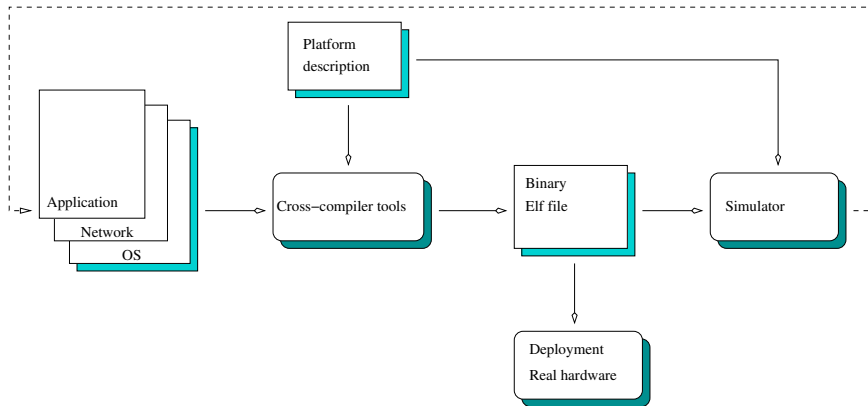 Platform
description
Application
Network
OS
Cross−compiler tools
Binary
Elf file
Simulator
Deployment
Real hardware